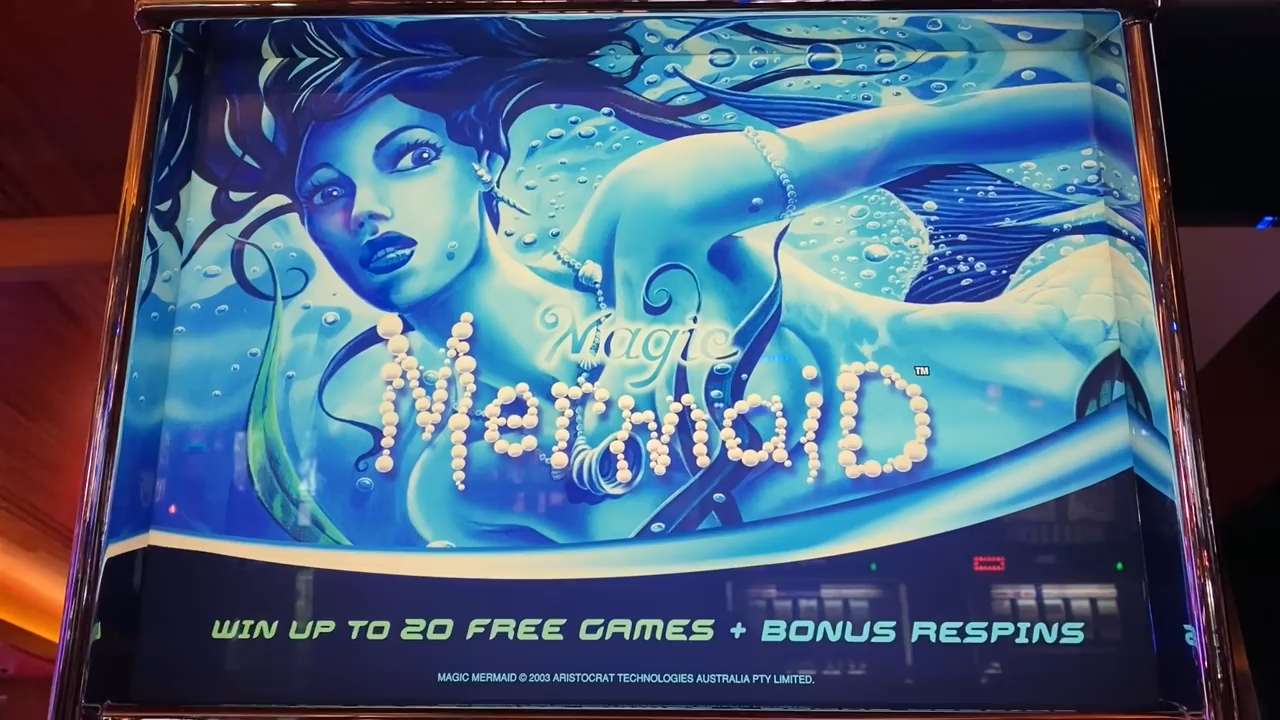 Magic
MermaiD™
WIN UP TO 20 FREE GAMES + BONUS RESPINS
MAGIC MERMAID © 2003 ARISTOCRAT TECHNOLOGIES AUSTRALIA PTY LIMITED.